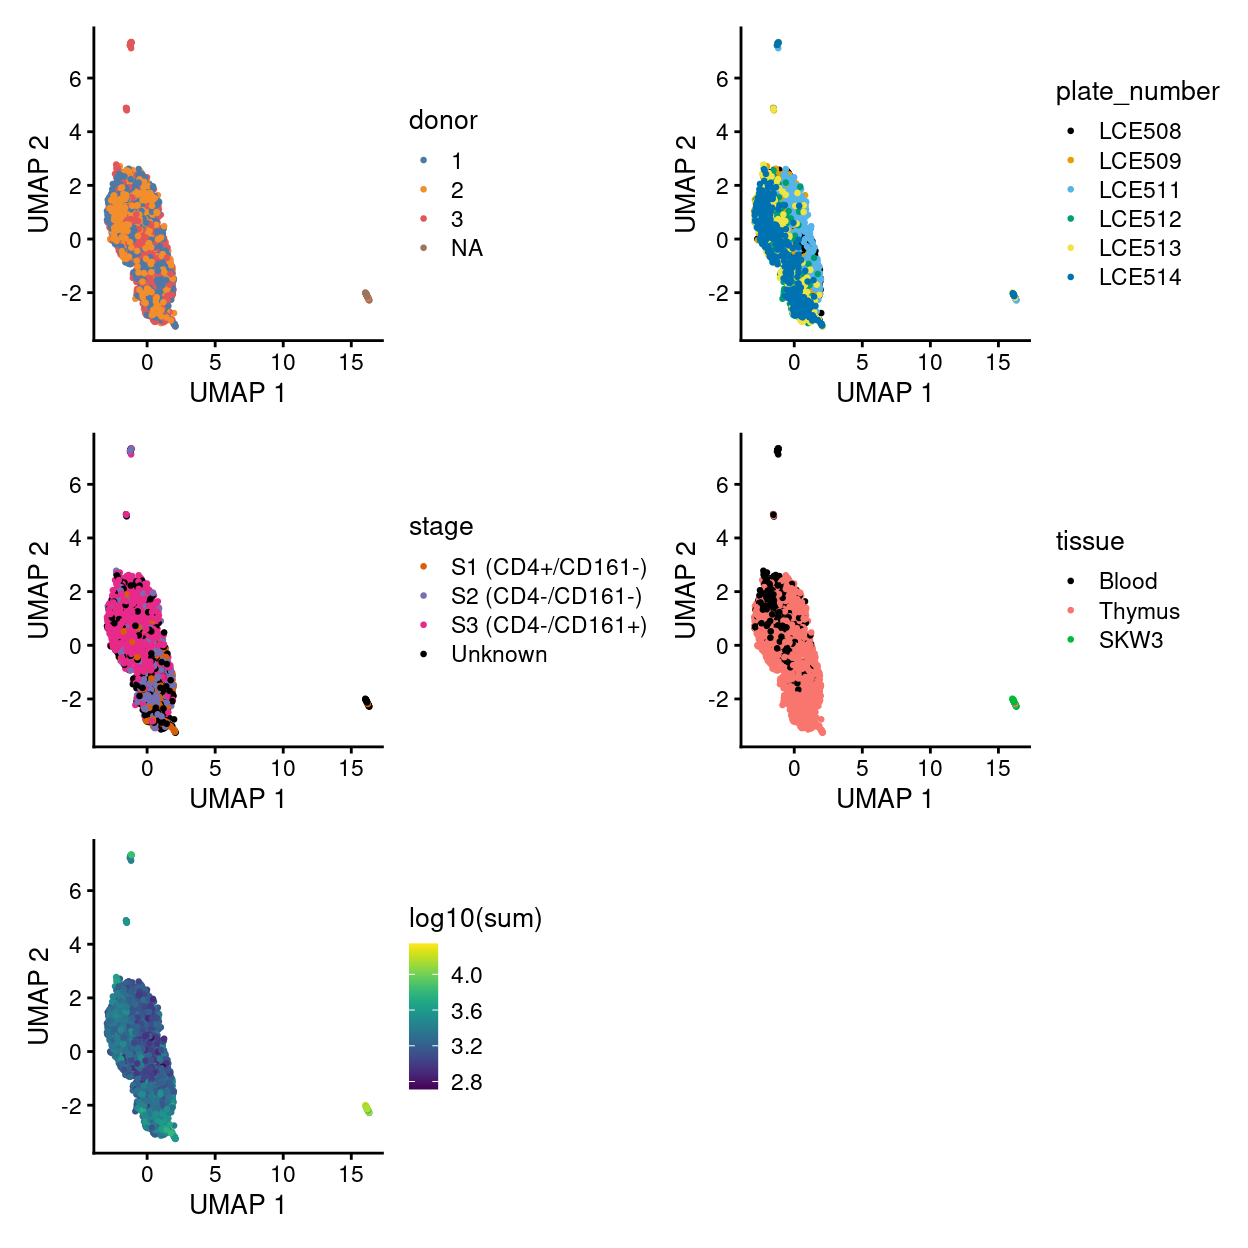 UMAP 2
6
4
2
0
-2
0 5 10 15
UMAP 1
donor
1
2
3
NA
UMAP 2
6
4
2
0
-2
0 5 10 15
UMAP 1
plate_number
LCE508
LCE509
LCE511
LCE512
LCE513
LCE514
UMAP 2
6
4
2
0
-2
0 5 10 15
UMAP 1
stage
S1 (CD4+/CD161-)
S2 (CD4-/CD161-)
S3 (CD4-/CD161+)
Unknown
UMAP 2
6
4
2
0
-2
0 5 10 15
UMAP 1
tissue
Blood
Thymus
SKW3
UMAP 2
6
4
2
0
-2
0 5 10 15
UMAP 1
log10(sum)
4.0
3.6
3.2
2.8